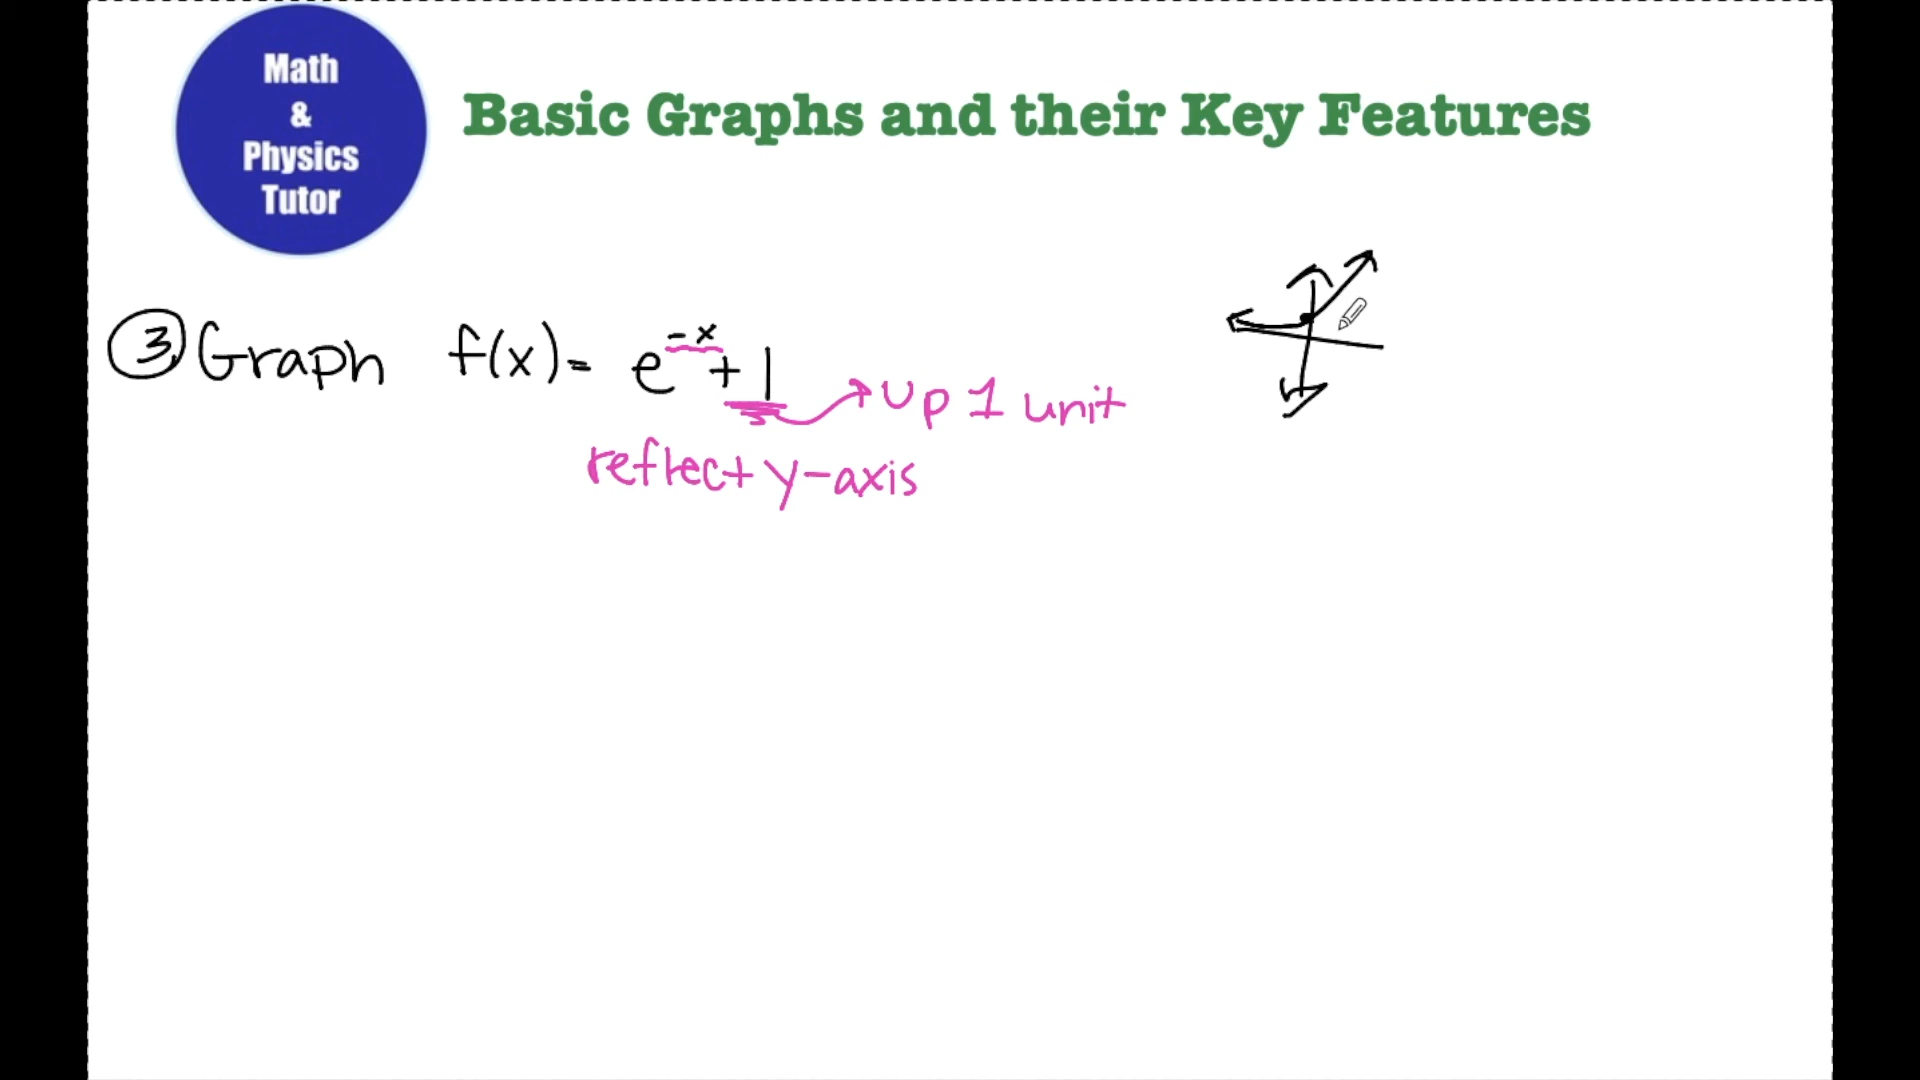 Math
&
Physics
Tutor
Basic Graphs and their Key Features
③ Graph f(x) = e^-x + 1
up 1 unit
reflect y-axis